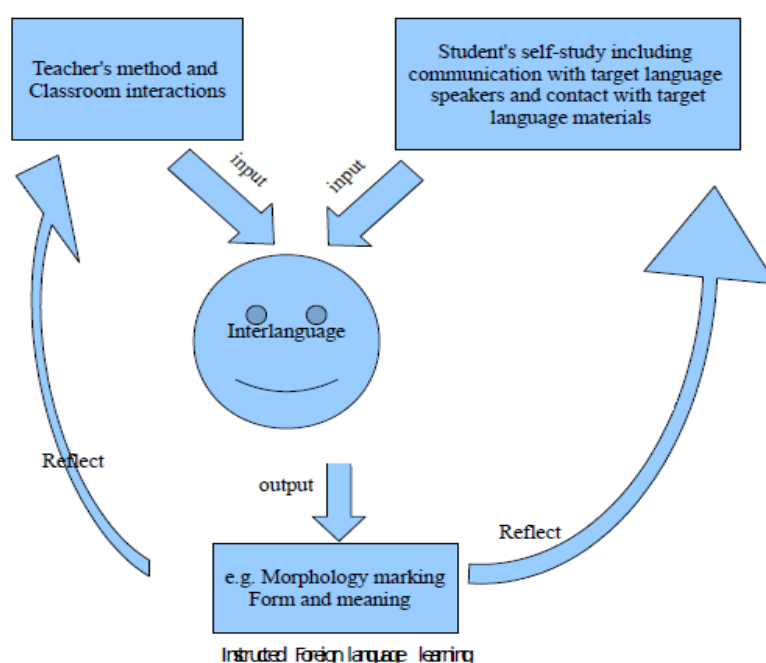 Teacher's method and
Classroom interactions
Student's self-study including
communication with target language
speakers and contact with target
language materials
input
input
Interlanguage
Reflect
output
Reflect
e.g. Morphology marking
Form and meaning
Instructed Foreign language learning